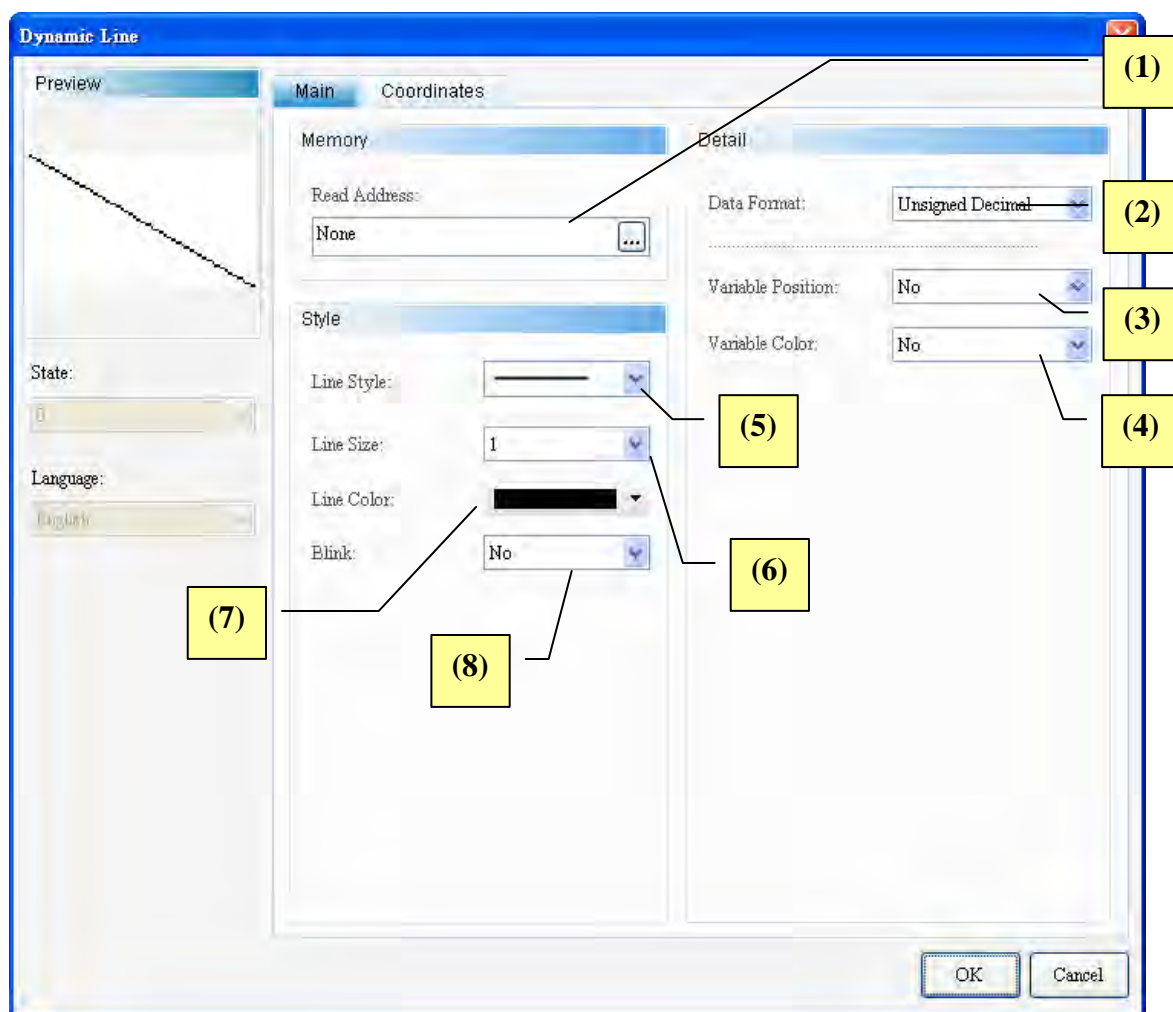 Dynamic Line
Preview
State:
0
Language:
English
Main Coordinates
Memory
Read Address:
None ...
Style
Line Style:
Line Size: 1
Line Color:
Blink: No
Detail
Data Format: Unsigned Decimal
Variable Position: No
Variable Color: No
(1)
(2)
(3)
(4)
(5)
(6)
(7)
(8)
OK Cancel